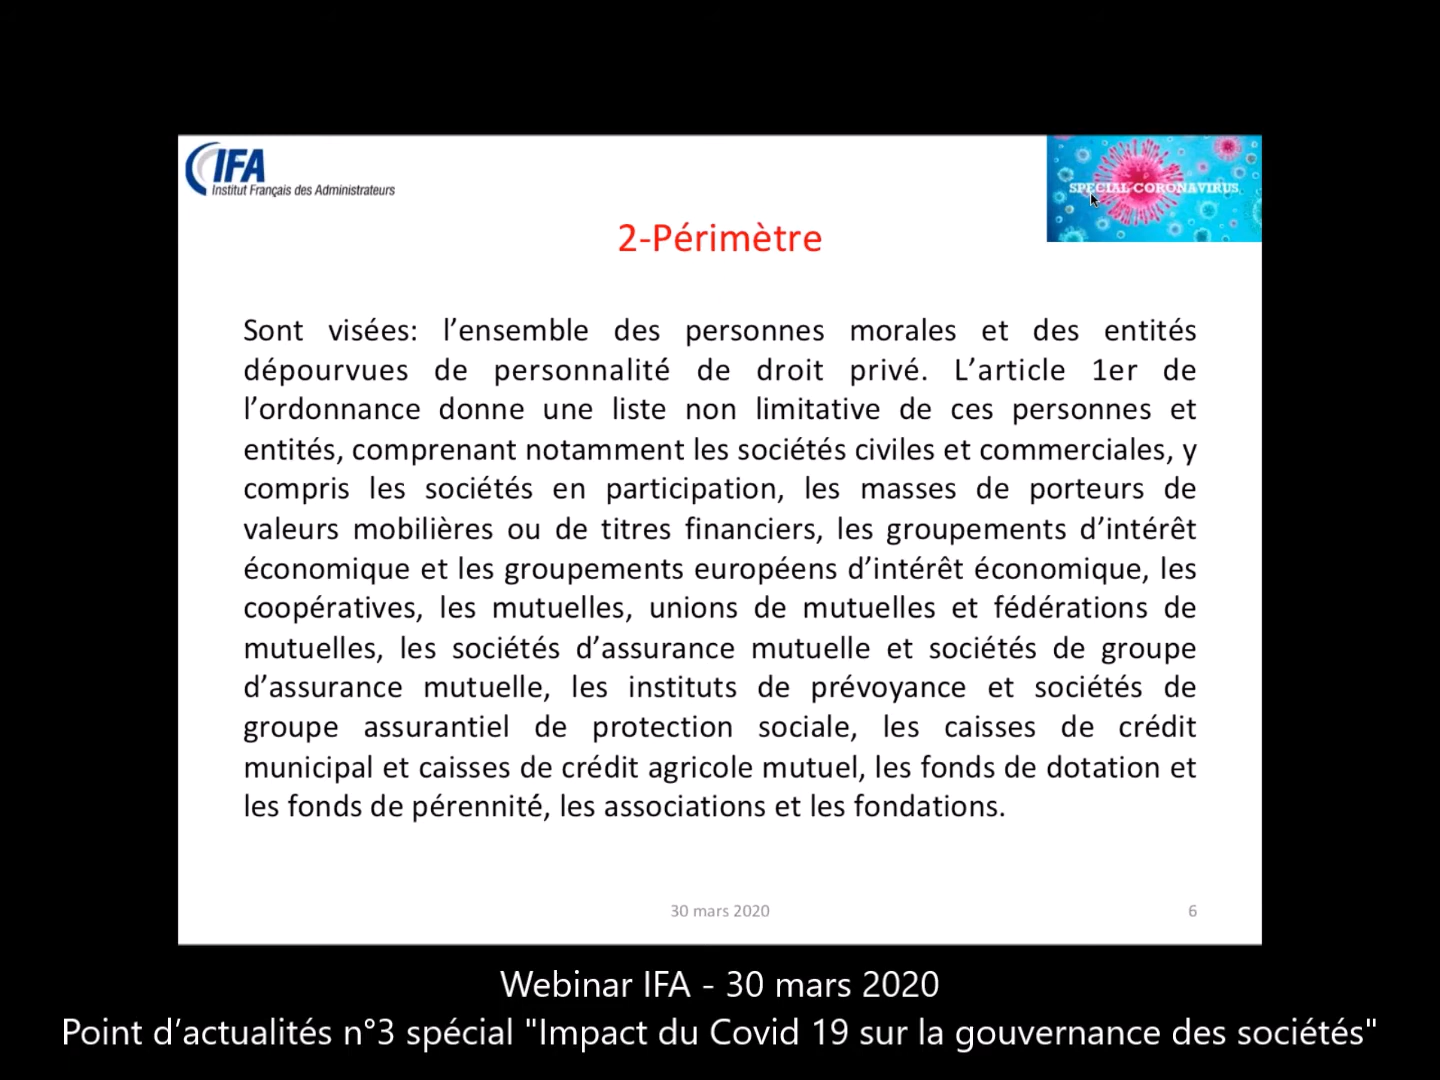 IFA
Institut Français des Administrateurs
SPECIAL CORONAVIRUS
2-Périmètre
Sont visées: l’ensemble des personnes morales et des entités
dépourvues de personnalité de droit privé. L’article 1er de
l’ordonnance donne une liste non limitative de ces personnes et
entités, comprenant notamment les sociétés civiles et commerciales, y
compris les sociétés en participation, les masses de porteurs de
valeurs mobilières ou de titres financiers, les groupements d’intérêt
économique et les groupements européens d’intérêt économique, les
coopératives, les mutuelles, unions de mutuelles et fédérations de
mutuelles, les sociétés d’assurance mutuelle et sociétés de groupe
d’assurance mutuelle, les instituts de prévoyance et sociétés de
groupe assurantiel de protection sociale, les caisses de crédit
municipal et caisses de crédit agricole mutuel, les fonds de dotation et
les fonds de pérennité, les associations et les fondations.
30 mars 2020
6
Webinar IFA - 30 mars 2020
Point d’actualités n°3 spécial "Impact du Covid 19 sur la gouvernance des sociétés"